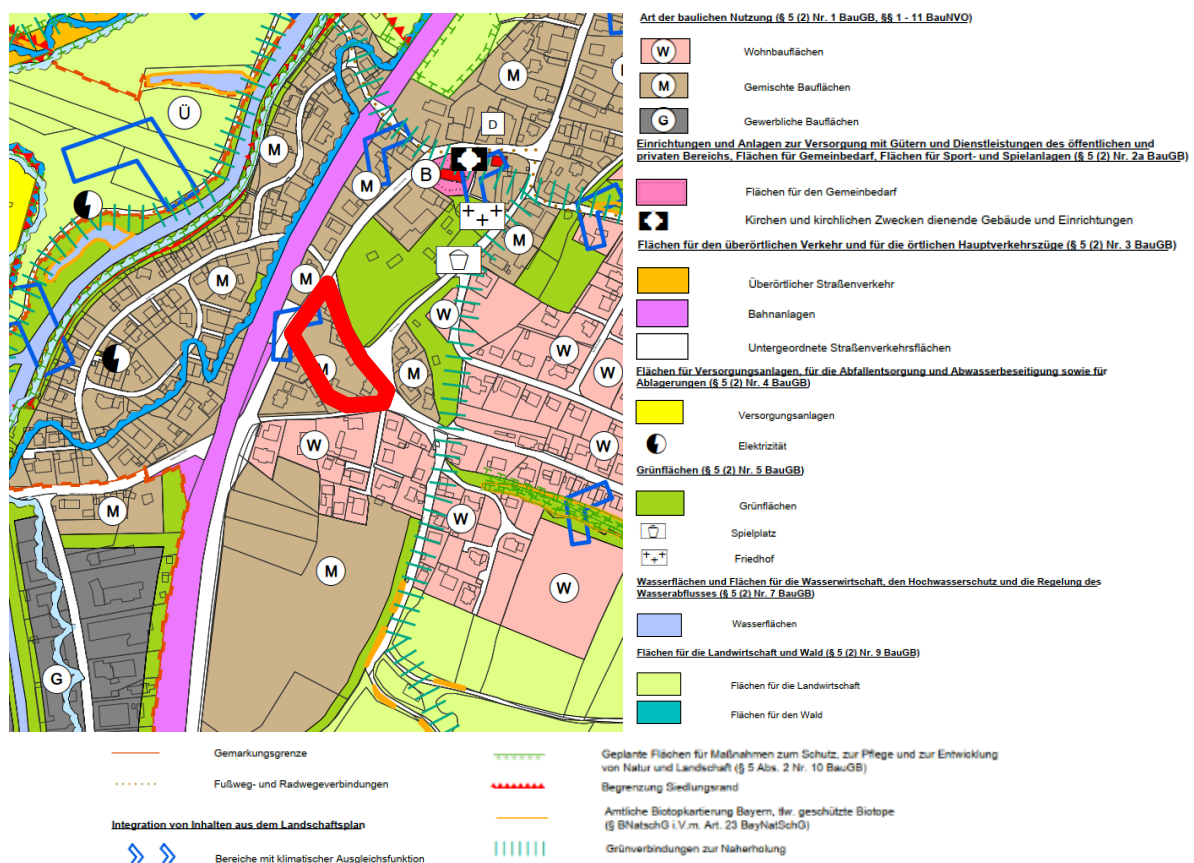 Ü
M
M
D
M
B
M
M
M
M
W
W
W
M
M
W
W
M
W
M
W
G
Art der baulichen Nutzung (§ 5 (2) Nr. 1 BauGB, §§ 1 - 11 BauNVO)
W Wohnbauflächen
M Gemischte Bauflächen
G Gewerbliche Bauflächen
Einrichtungen und Anlagen zur Versorgung mit Gütern und Dienstleistungen des öffentlichen und
privaten Bereichs, Flächen für Gemeinbedarf, Flächen für Sport- und Spielanlagen (§ 5 (2) Nr. 2a BauGB)
Flächen für den Gemeinbedarf
Kirchen und kirchlichen Zwecken dienende Gebäude und Einrichtungen
Flächen für den überörtlichen Verkehr und für die örtlichen Hauptverkehrszüge (§ 5 (2) Nr. 3 BauGB)
Überörtlicher Straßenverkehr
Bahnanlagen
Untergeordnete Straßenverkehrsflächen
Flächen für Versorgungsanlagen, für die Abfallentsorgung und Abwasserbeseitigung sowie für
Ablagerungen (§ 5 (2) Nr. 4 BauGB)
Versorgungsanlagen
Elektrizität
Grünflächen (§ 5 (2) Nr. 5 BauGB)
Grünflächen
Spielplatz
Friedhof
Wasserflächen und Flächen für die Wasserwirtschaft, den Hochwasserschutz und die Regelung des
Wasserabflusses (§ 5 (2) Nr. 7 BauGB)
Wasserflächen
Flächen für die Landwirtschaft und Wald (§ 5 (2) Nr. 9 BauGB)
Flächen für die Landwirtschaft
Flächen für den Wald
Gemarkungsgrenze
Fußweg- und Radwegeverbindungen
Integration von Inhalten aus dem Landschaftsplan
Bereiche mit klimatischer Ausgleichsfunktion
Geplante Flächen für Maßnahmen zum Schutz, zur Pflege und zur Entwicklung
von Natur und Landschaft (§ 5 Abs. 2 Nr. 10 BauGB)
Begrenzung Siedlungsrand
Amtliche Biotopkartierung Bayern, tlw. geschützte Biotope
(§ BNatschG i.V.m. Art. 23 BayNatSchG)
Grünverbindungen zur Naherholung